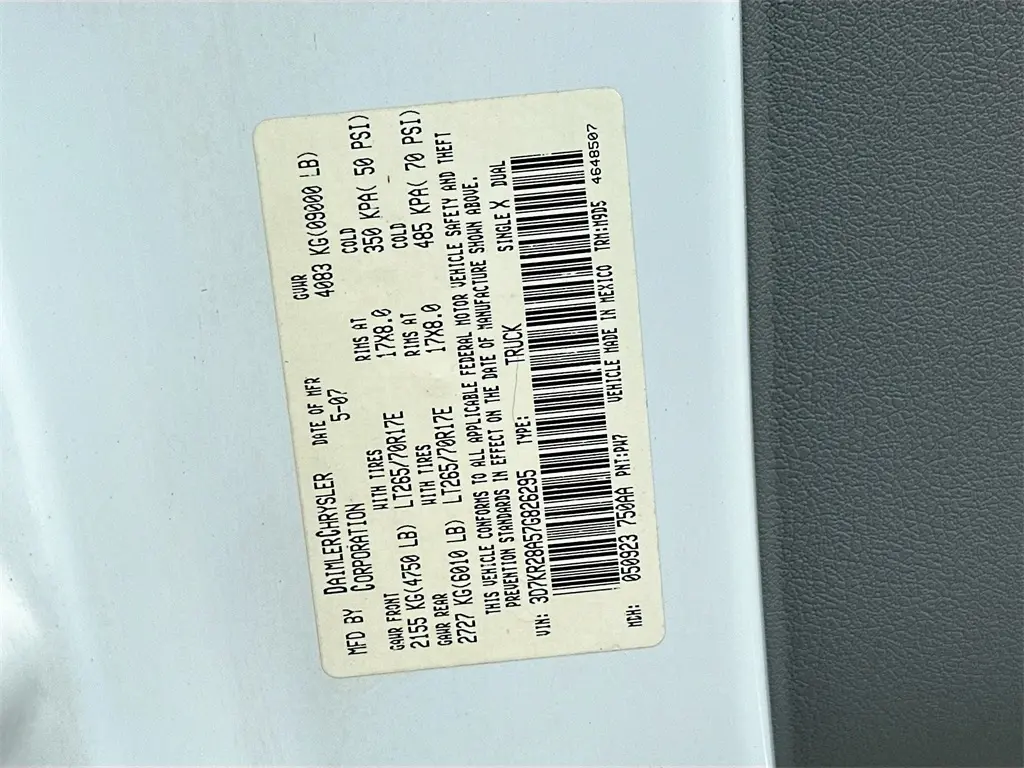 MFD BY DAIMLERCHRYSLER CORPORATION DATE OF MFR 5-07 GVWR 4083 KG(09000 LB)
GAWR FRONT WITH TIRES RIMS AT COLD
2155 KG(4750 LB) LT265/70R17E 17X8.0 350 KPA( 50 PSI)
GAWR REAR WITH TIRES RIMS AT COLD
2727 KG(6010 LB) LT265/70R17E 17X8.0 485 KPA( 70 PSI)
THIS VEHICLE CONFORMS TO ALL APPLICABLE FEDERAL MOTOR VEHICLE SAFETY AND THEFT
PREVENTION STANDARDS IN EFFECT ON THE DATE OF MANUFACTURE SHOWN ABOVE.
VIN: 3D7KR28A57G826295 TYPE: TRUCK SINGLE X DUAL
MDH: 050923 750AA PNT:PW7 VEHICLE MADE IN MEXICO TRM:M9D5 4648507